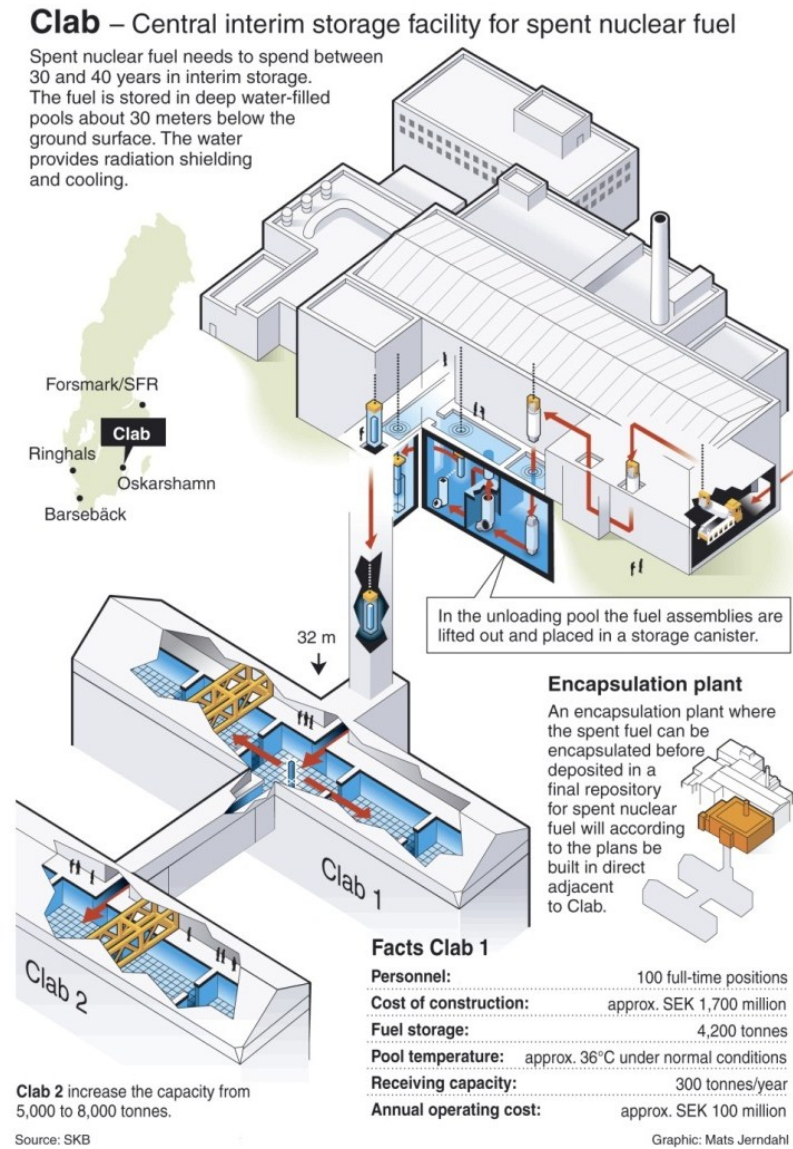 Clab – Central interim storage facility for spent nuclear fuel
Spent nuclear fuel needs to spend between
30 and 40 years in interim storage.
The fuel is stored in deep water-filled
pools about 30 meters below the
ground surface. The water
provides radiation shielding
and cooling.
Forsmark/SFR
Clab
Ringhals
Oskarshamn
Barsebäck
In the unloading pool the fuel assemblies are
lifted out and placed in a storage canister.
32 m
Encapsulation plant
An encapsulation plant where
the spent fuel can be
encapsulated before
deposited in a
final repository
for spent nuclear
fuel will according
to the plans be
built in direct
adjacent
to Clab.
Clab 1
Clab 2
Facts Clab 1
Personnel: 100 full-time positions
Cost of construction: approx. SEK 1,700 million
Fuel storage: 4,200 tonnes
Pool temperature: approx. 36°C under normal conditions
Receiving capacity: 300 tonnes/year
Annual operating cost: approx. SEK 100 million
Clab 2 increase the capacity from
5,000 to 8,000 tonnes.
Source: SKB
Graphic: Mats Jerndahl